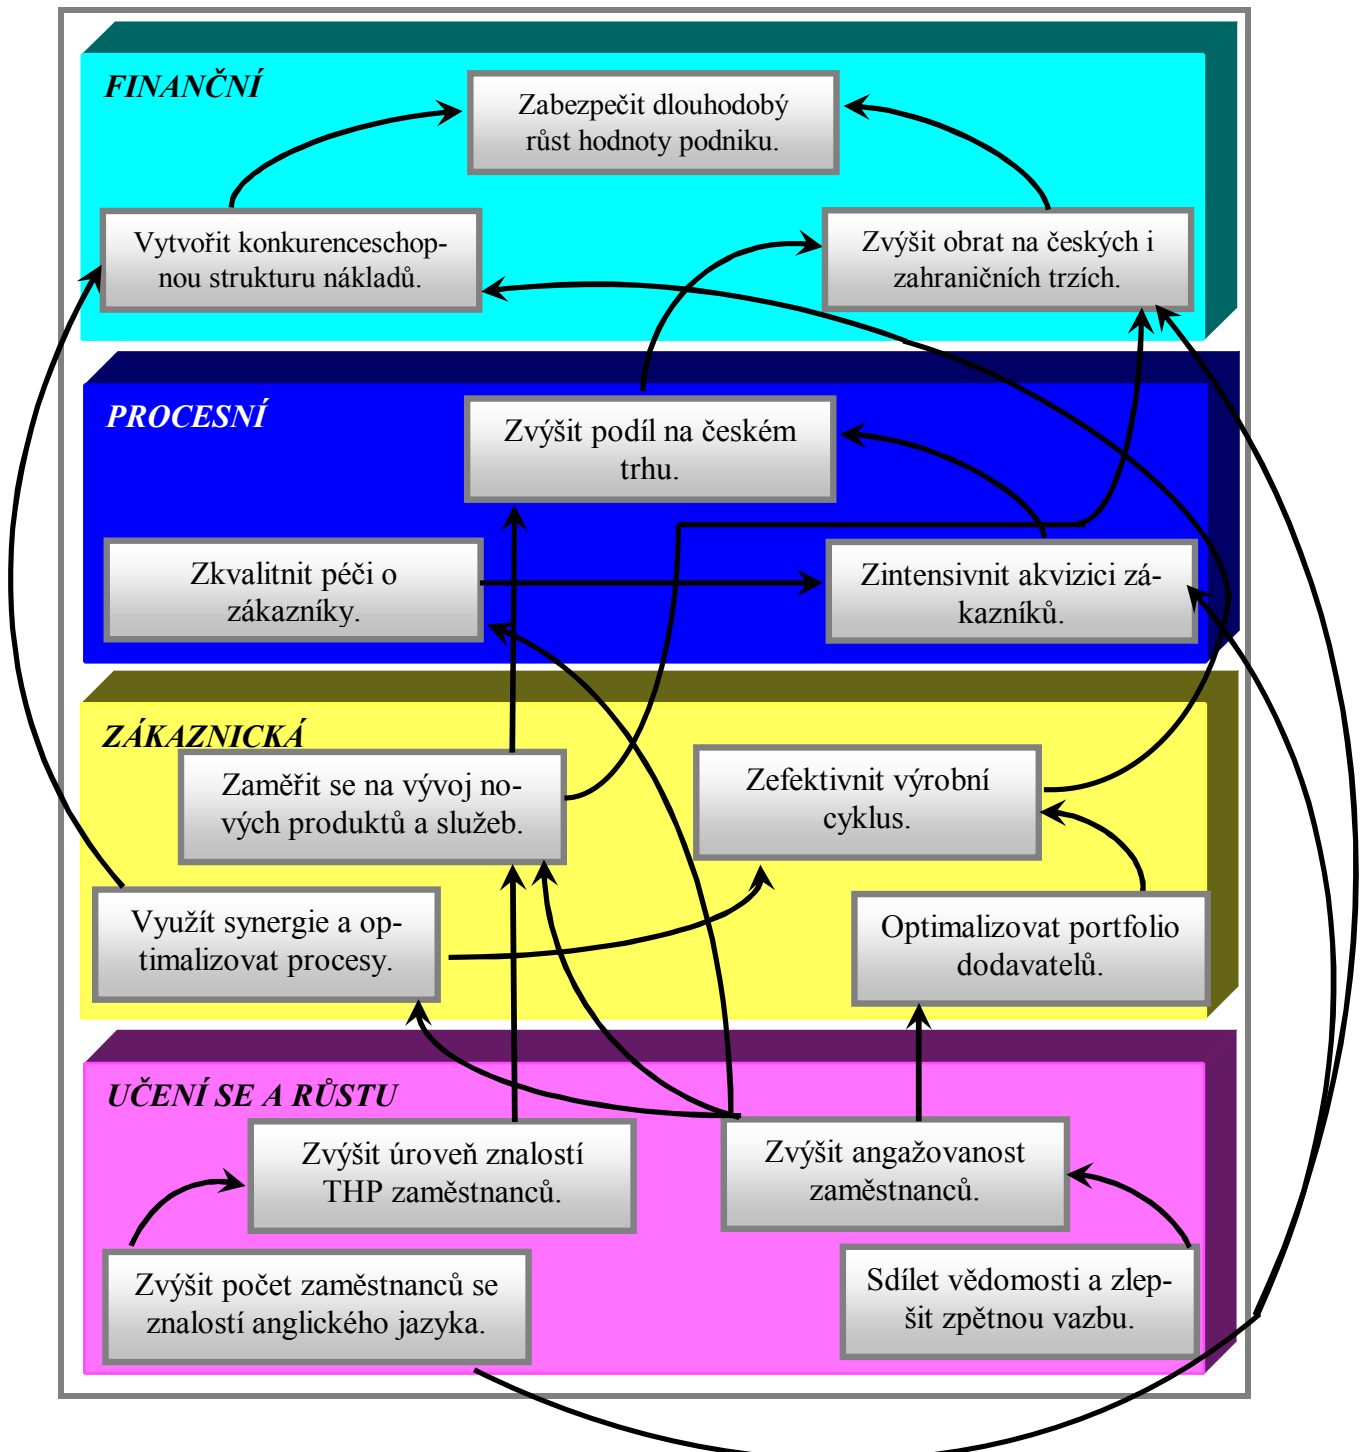 FINANČNÍ
Zabezpečit dlouhodobý
růst hodnoty podniku.
Vytvořit konkurenceschop-
nou strukturu nákladů.
Zvýšit obrat na českých i
zahraničních trzích.
PROCESNÍ
Zvýšit podíl na českém
trhu.
Zkvalitnit péči o
zákazníky.
Zintensivnit akvizici zá-
kazníků.
ZÁKAZNICKÁ
Zaměřit se na vývoj no-
vých produktů a služeb.
Zefektivnit výrobní
cyklus.
Využít synergie a op-
timalizovat procesy.
Optimalizovat portfolio
dodavatelů.
UČENÍ SE A RŮSTU
Zvýšit úroveň znalostí
THP zaměstnanců.
Zvýšit angažovanost
zaměstnanců.
Zvýšit počet zaměstnanců se
znalostí anglického jazyka.
Sdílet vědomosti a zlep-
šit zpětnou vazbu.